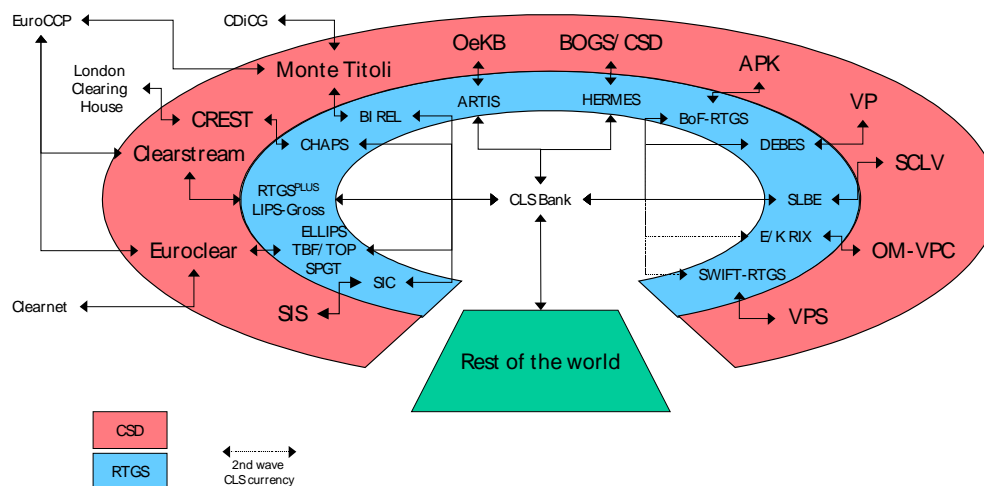 EuroCCP
CDiCG
OeKB
BOGS/ CSD
Monte Titoli
APK
London
Clearing
House
ARTIS
HERMES
VP
CREST
BI REL
BoF-RTGS
CHAPS
DEBES
Clearstream
SCLV
RTGSPLUS
LIPS-Gross
CLS Bank
SLBE
ELLIPS
TBF/ TOP
SPGT
E/ K RIX
Euroclear
OM-VPC
SIC
SWIFT-RTGS
Clearnet
SIS
VPS
Rest of the world
CSD
RTGS
2nd wave
CLS currency